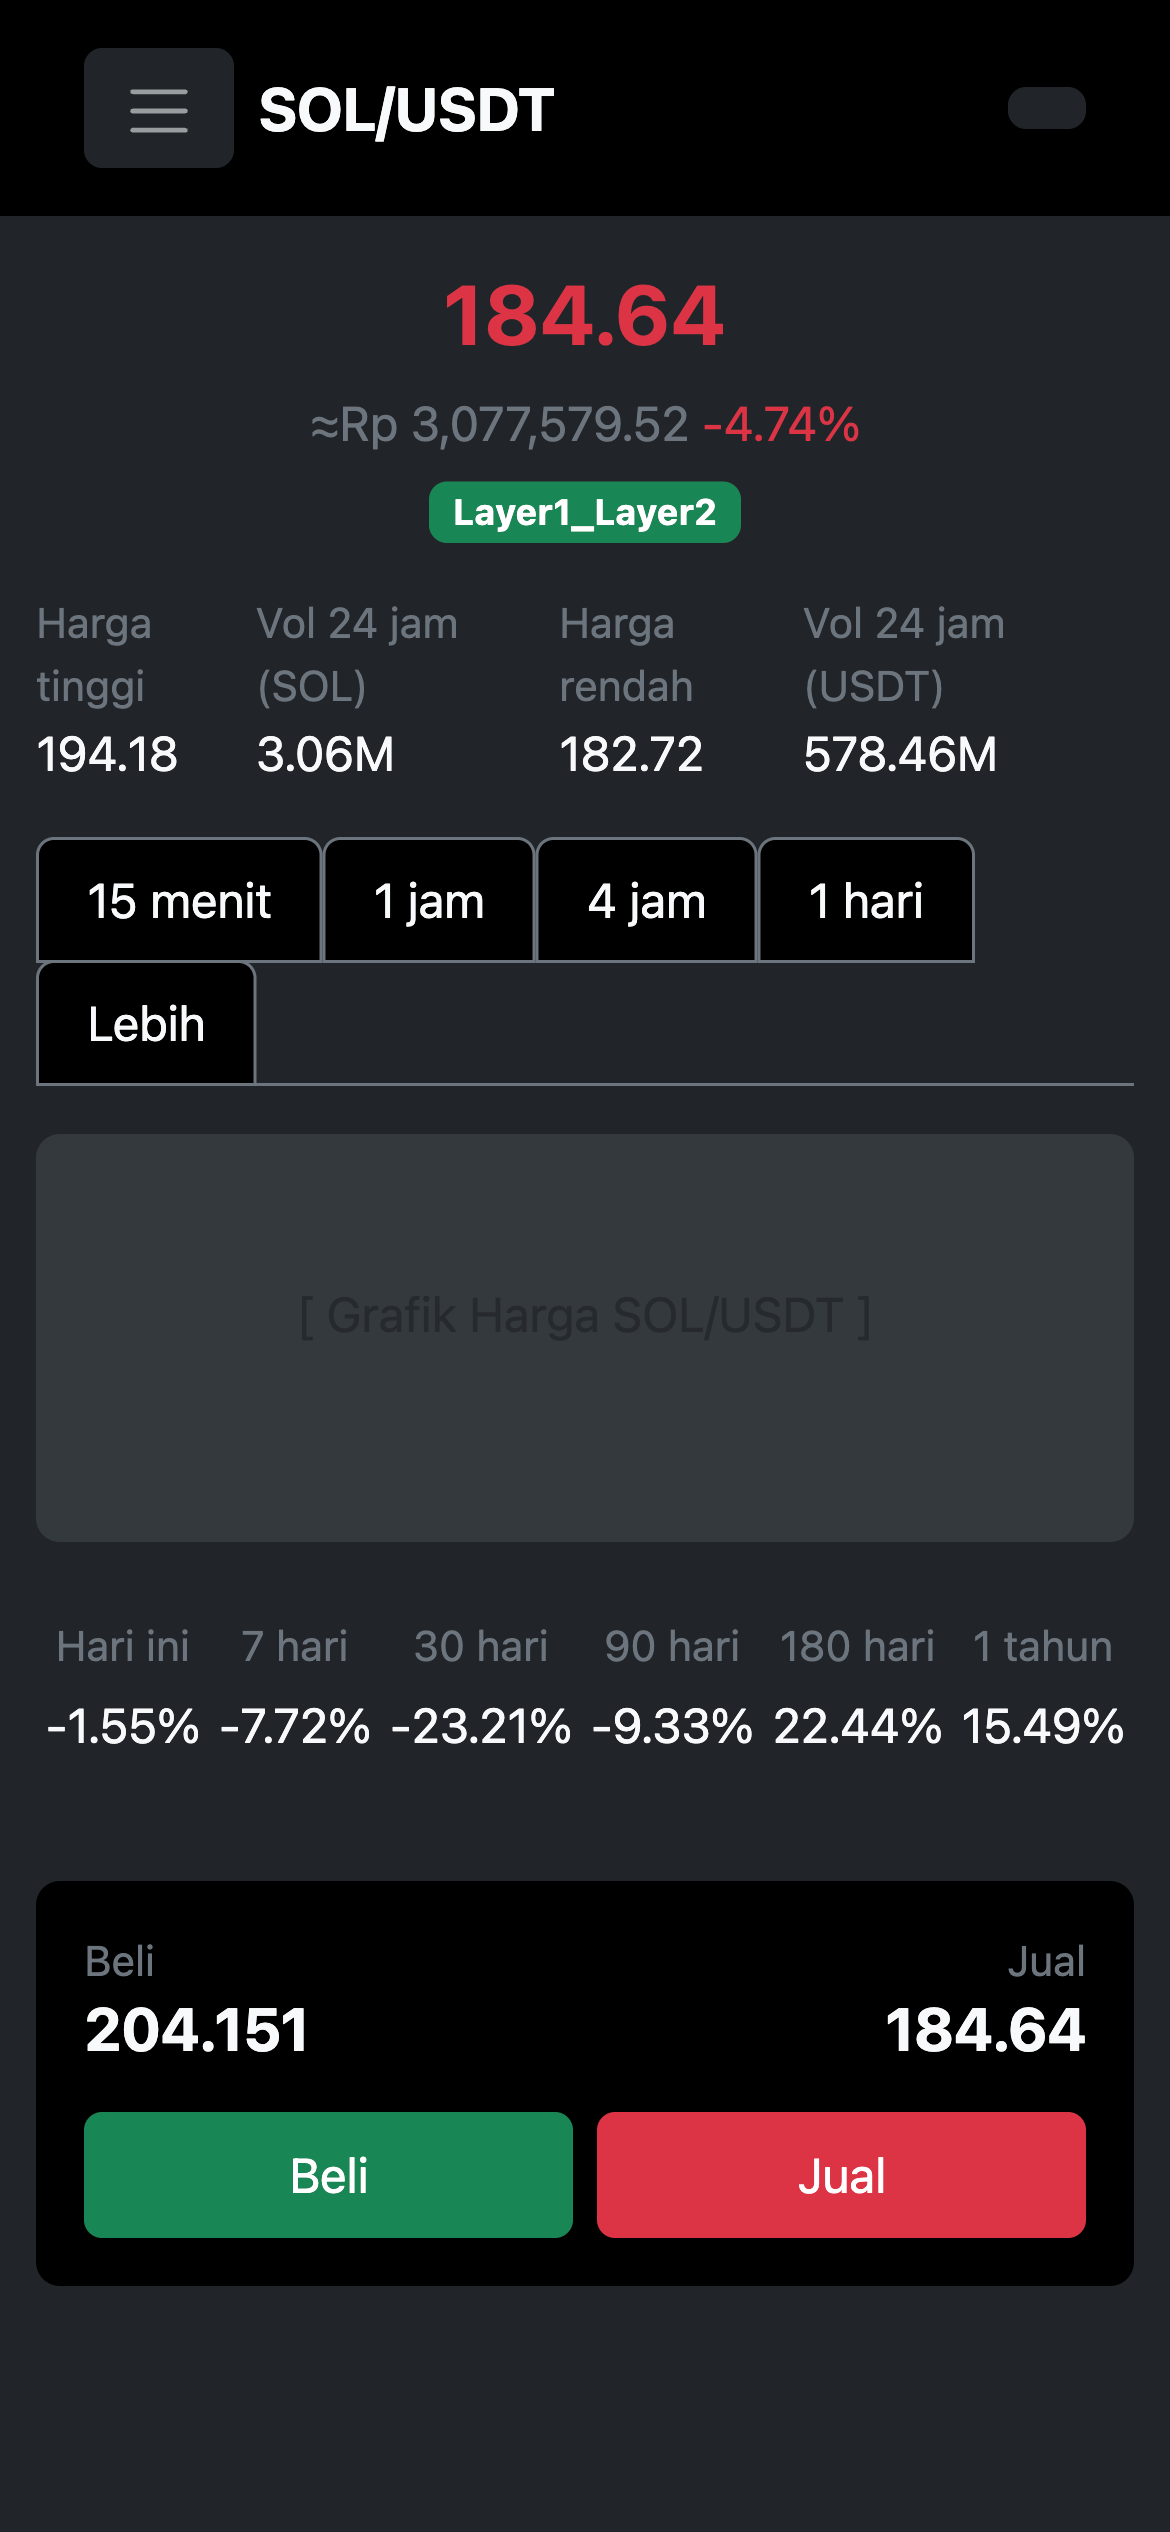 SOL/USDT
184.64
≈Rp 3,077,579.52 -4.74%
Layer1_Layer2
Harga tinggi
194.18
Vol 24 jam (SOL)
3.06M
Harga rendah
182.72
Vol 24 jam (USDT)
578.46M
15 menit
1 jam
4 jam
1 hari
Lebih
[ Grafik Harga SOL/USDT ]
Hari ini
-1.55%
7 hari
-7.72%
30 hari
-23.21%
90 hari
-9.33%
180 hari
22.44%
1 tahun
15.49%
Beli
204.151
Jual
184.64
Beli
Jual